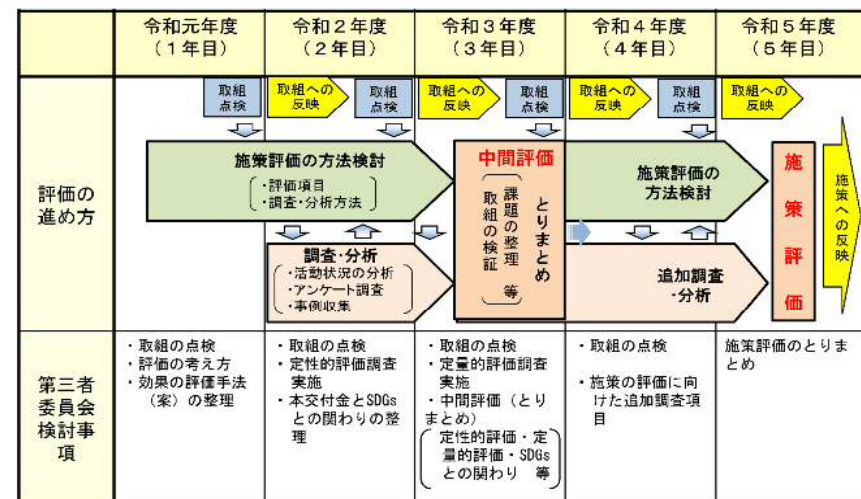 令和元年度
（１年目）
令和２年度
（２年目）
令和３年度
（３年目）
令和４年度
（４年目）
令和５年度
（５年目）
評価の
進め方
取組
点検
取組への
反映
取組
点検
取組への
反映
取組
点検
取組への
反映
取組
点検
取組への
反映
施策評価の方法検討
・評価項目
・調査・分析方法
調査・分析
・活動状況の分析
・アンケート調査
・事例収集
中間評価
とりまとめ
課題の整理 等
取組の検証
施策評価の
方法検討
追加調査
・分析
施策評価
施策への反映
第三者
委員会
検討事
項
・取組の点検
・評価の考え方
・効果の評価手法
（案）の整理
・取組の点検
・定性的評価調査
実施
・本交付金とSDGs
との関わりの整
理
・取組の点検
・定量的評価調査
実施
・中間評価（とり
まとめ）
定性的評価・定
量的評価・SDGs
との関わり 等
・取組の点検
・施策の評価に向
けた追加調査項
目
施策評価のとりま
とめ